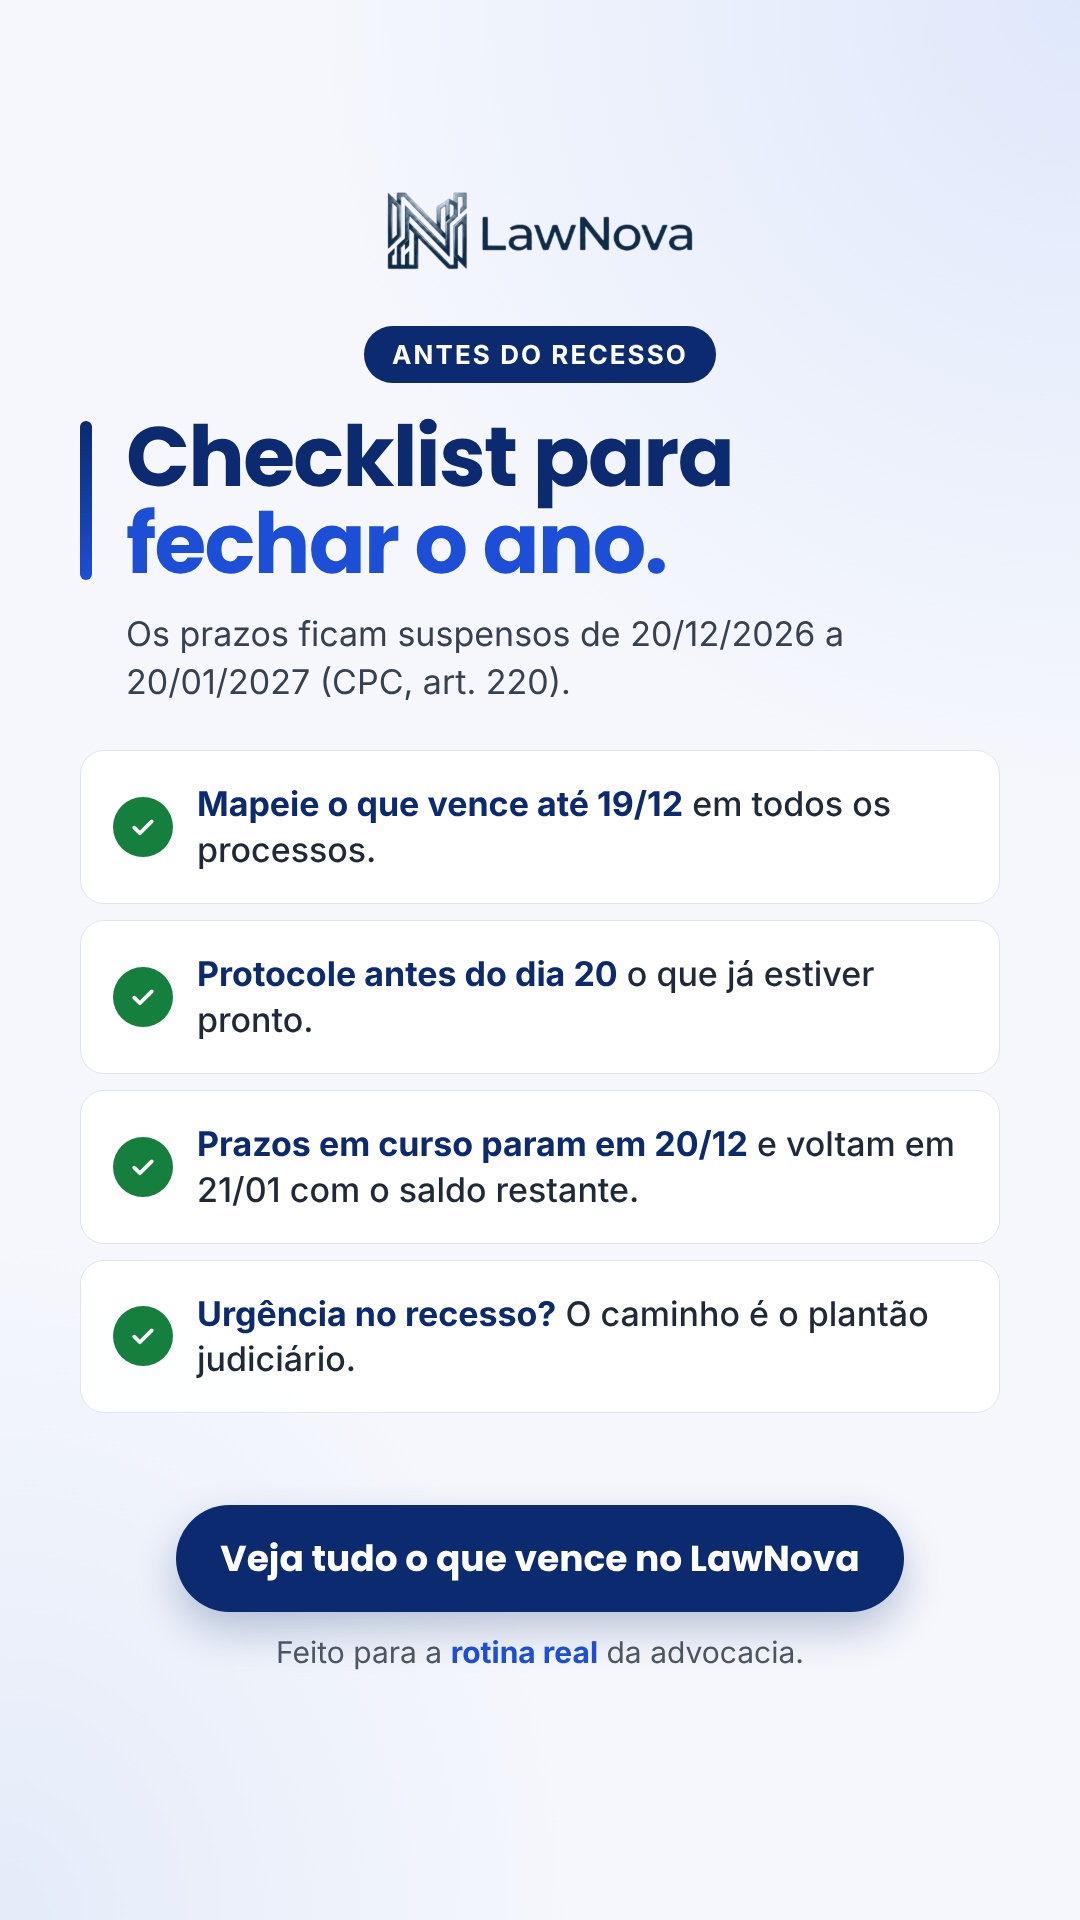 LawNova
ANTES DO RECESSO
Checklist para
fechar o ano.
Os prazos ficam suspensos de 20/12/2026 a
20/01/2027 (CPC, art. 220).
Mapeie o que vence até 19/12 em todos os
processos.
Protocole antes do dia 20 o que já estiver
pronto.
Prazos em curso param em 20/12 e voltam em
21/01 com o saldo restante.
Urgência no recesso? O caminho é o plantão
judiciário.
Veja tudo o que vence no LawNova
Feito para a rotina real da advocacia.